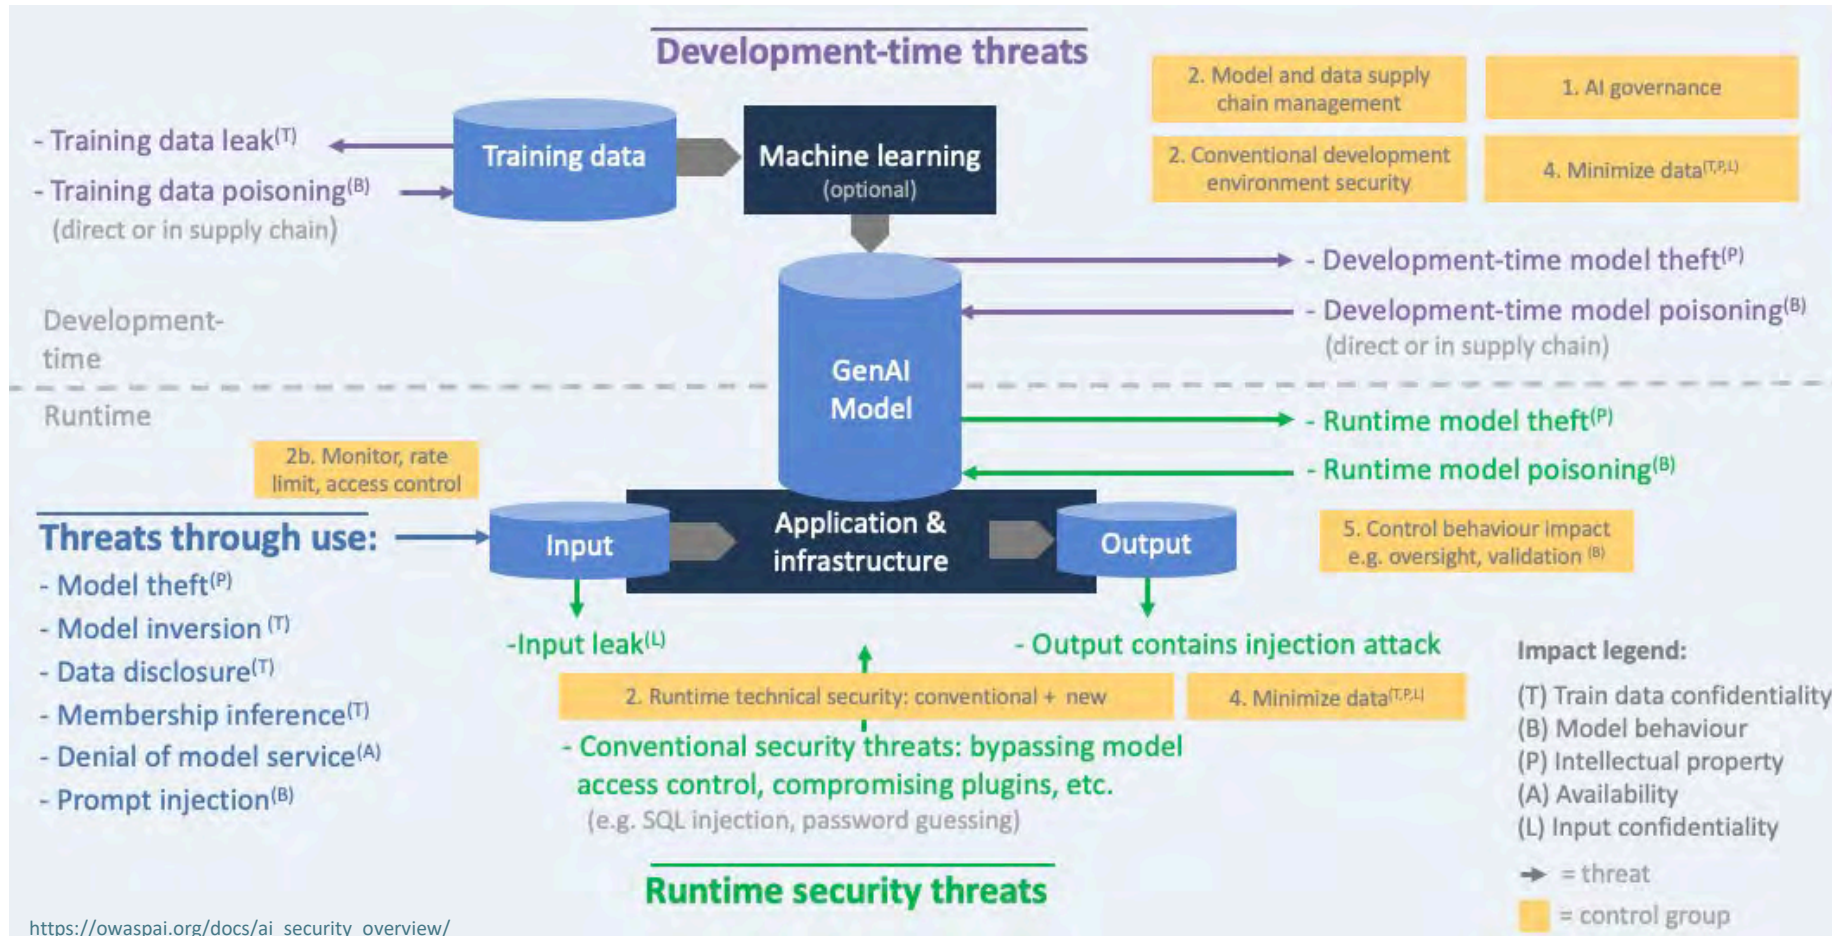 Development-time threats
2. Model and data supply
chain management
1. AI governance
- Training data leak(T)
Training data
Machine learning
(optional)
2. Conventional development
environment security
4. Minimize data(T,P,L)
- Training data poisoning(B)
(direct or in supply chain)
- Development-time model theft(P)
- Development-time model poisoning(B)
(direct or in supply chain)
Development-
time
GenAI
Model
Runtime
- Runtime model theft(P)
- Runtime model poisoning(B)
2b. Monitor, rate
limit, access control
Threats through use:
Input
Application &
infrastructure
Output
5. Control behaviour impact
e.g. oversight, validation (B)
- Model theft(P)
- Model inversion (T)
- Data disclosure(T)
- Membership inference(T)
- Denial of model service(A)
- Prompt injection(B)
-Input leak(L)
- Output contains injection attack
2. Runtime technical security: conventional + new
4. Minimize data(T,P,L)
- Conventional security threats: bypassing model
access control, compromising plugins, etc.
(e.g. SQL injection, password guessing)
Impact legend:
(T) Train data confidentiality
(B) Model behaviour
(P) Intellectual property
(A) Availability
(L) Input confidentiality
= threat
= control group
Runtime security threats
https://owaspai.org/docs/ai_security_overview/